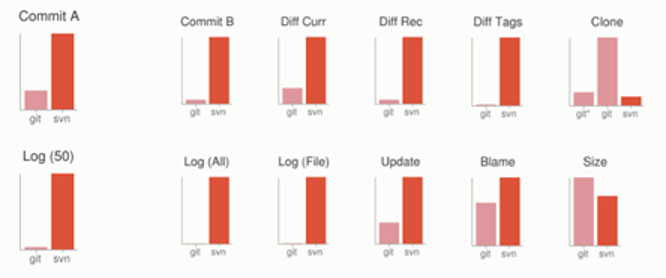 Commit A
git svn
Commit B
git svn
Diff Curr
git svn
Diff Rec
git svn
Diff Tags
git svn
Clone
git* git svn
Log (50)
git svn
Log (All)
git svn
Log (File)
git svn
Update
git svn
Blame
git svn
Size
git svn